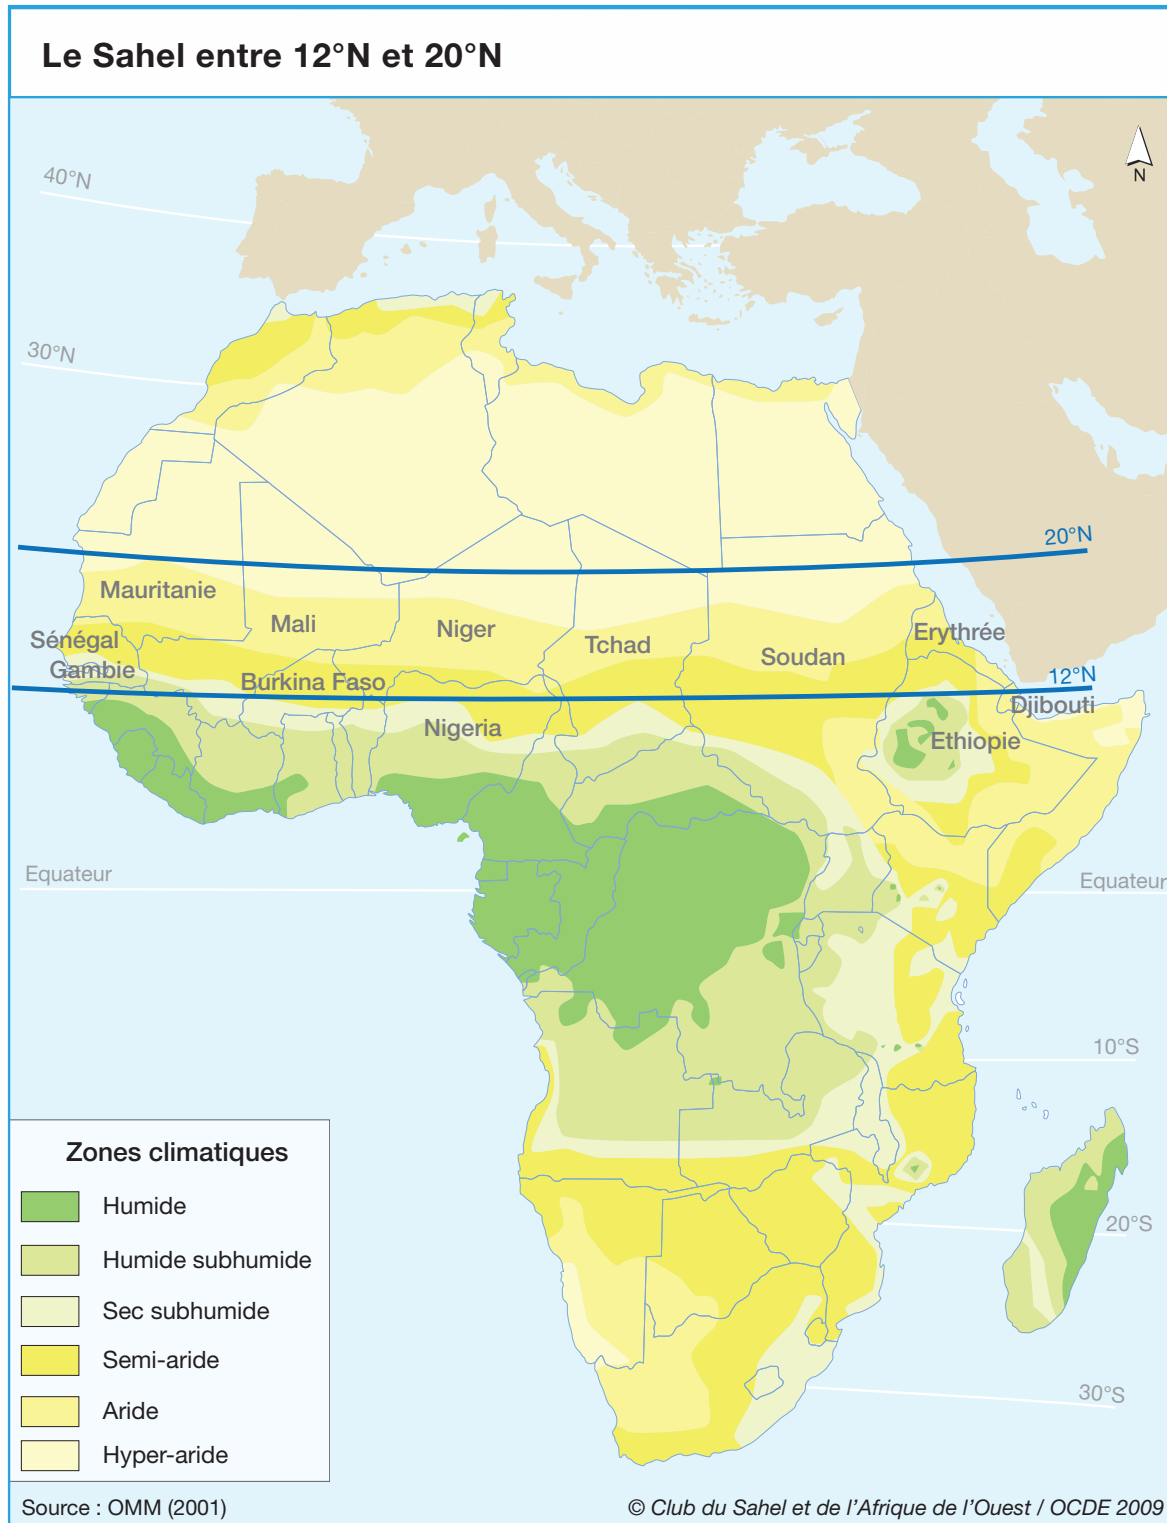 Le Sahel entre 12°N et 20°N
N
40°N
30°N
20°N
Mauritanie
Mali
Niger
Tchad
Soudan
Erythrée
Sénégal
Gambie
Burkina Faso
12°N
Djibouti
Nigeria
Ethiopie
Equateur
Equateur
10°S
20°S
30°S
Zones climatiques
Humide
Humide subhumide
Sec subhumide
Semi-aride
Aride
Hyper-aride
Source : OMM (2001)
© Club du Sahel et de l'Afrique de l'Ouest / OCDE 2009